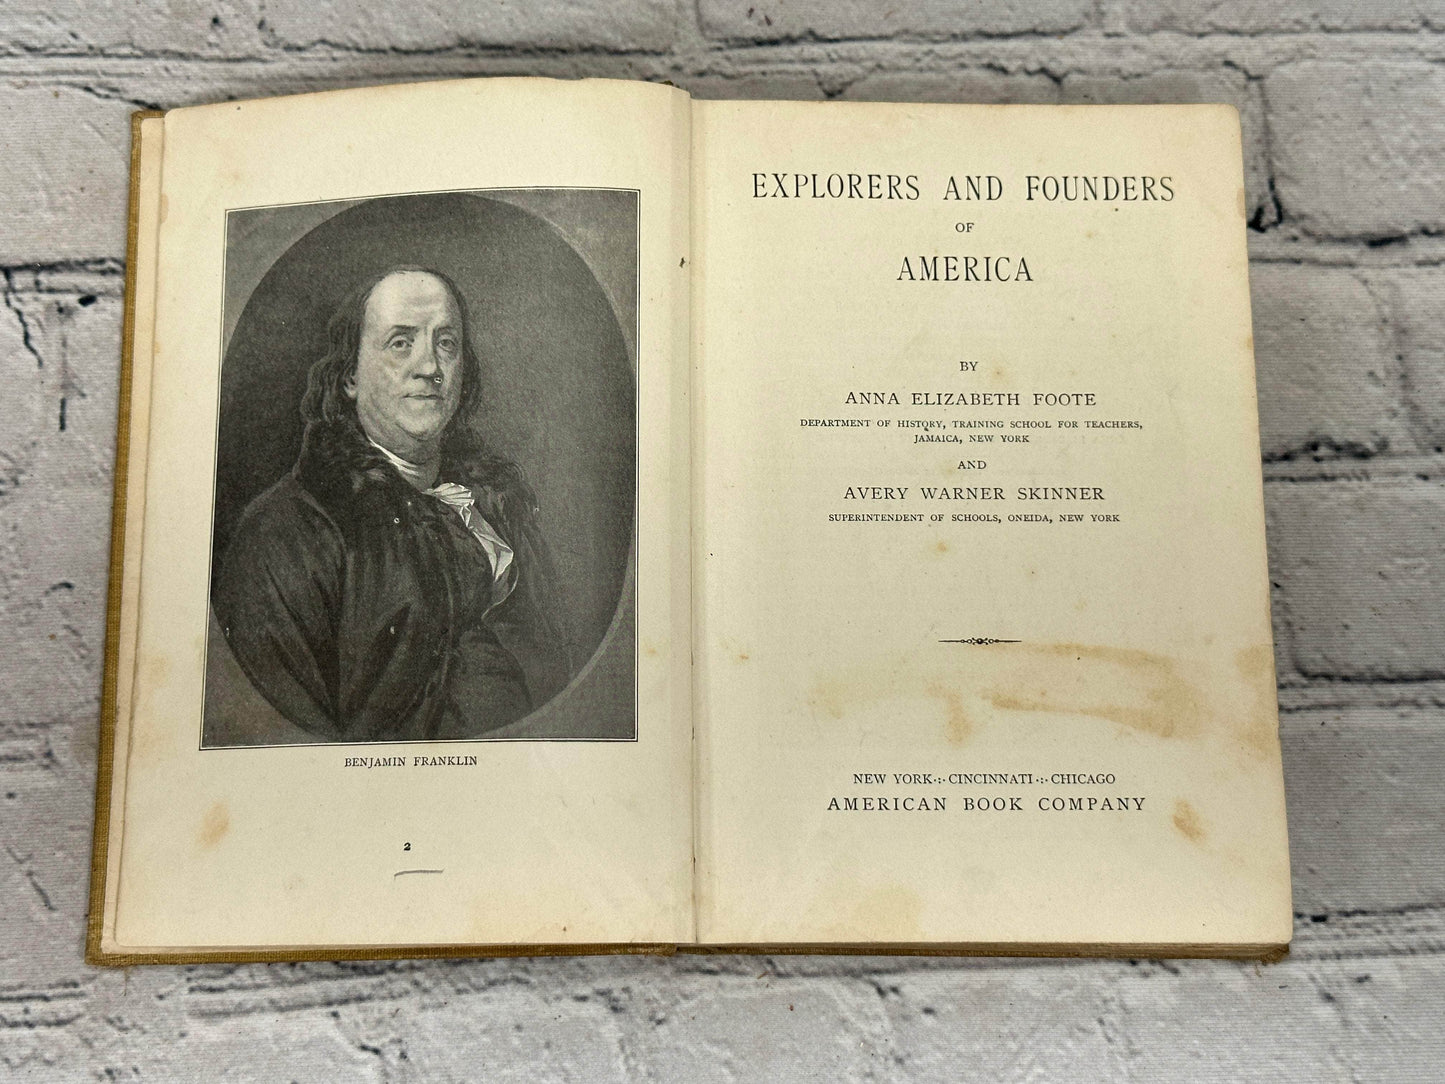 BENJAMIN FRANKLIN
2
EXPLORERS AND FOUNDERS
OF
AMERICA
BY
ANNA ELIZABETH FOOTE
DEPARTMENT OF HISTORY, TRAINING SCHOOL FOR TEACHERS,
JAMAICA, NEW YORK
AND
AVERY WARNER SKINNER
SUPERINTENDENT OF SCHOOLS, ONEIDA, NEW YORK
NEW YORK·:·CINCINNATI·:·CHICAGO
AMERICAN BOOK COMPANY